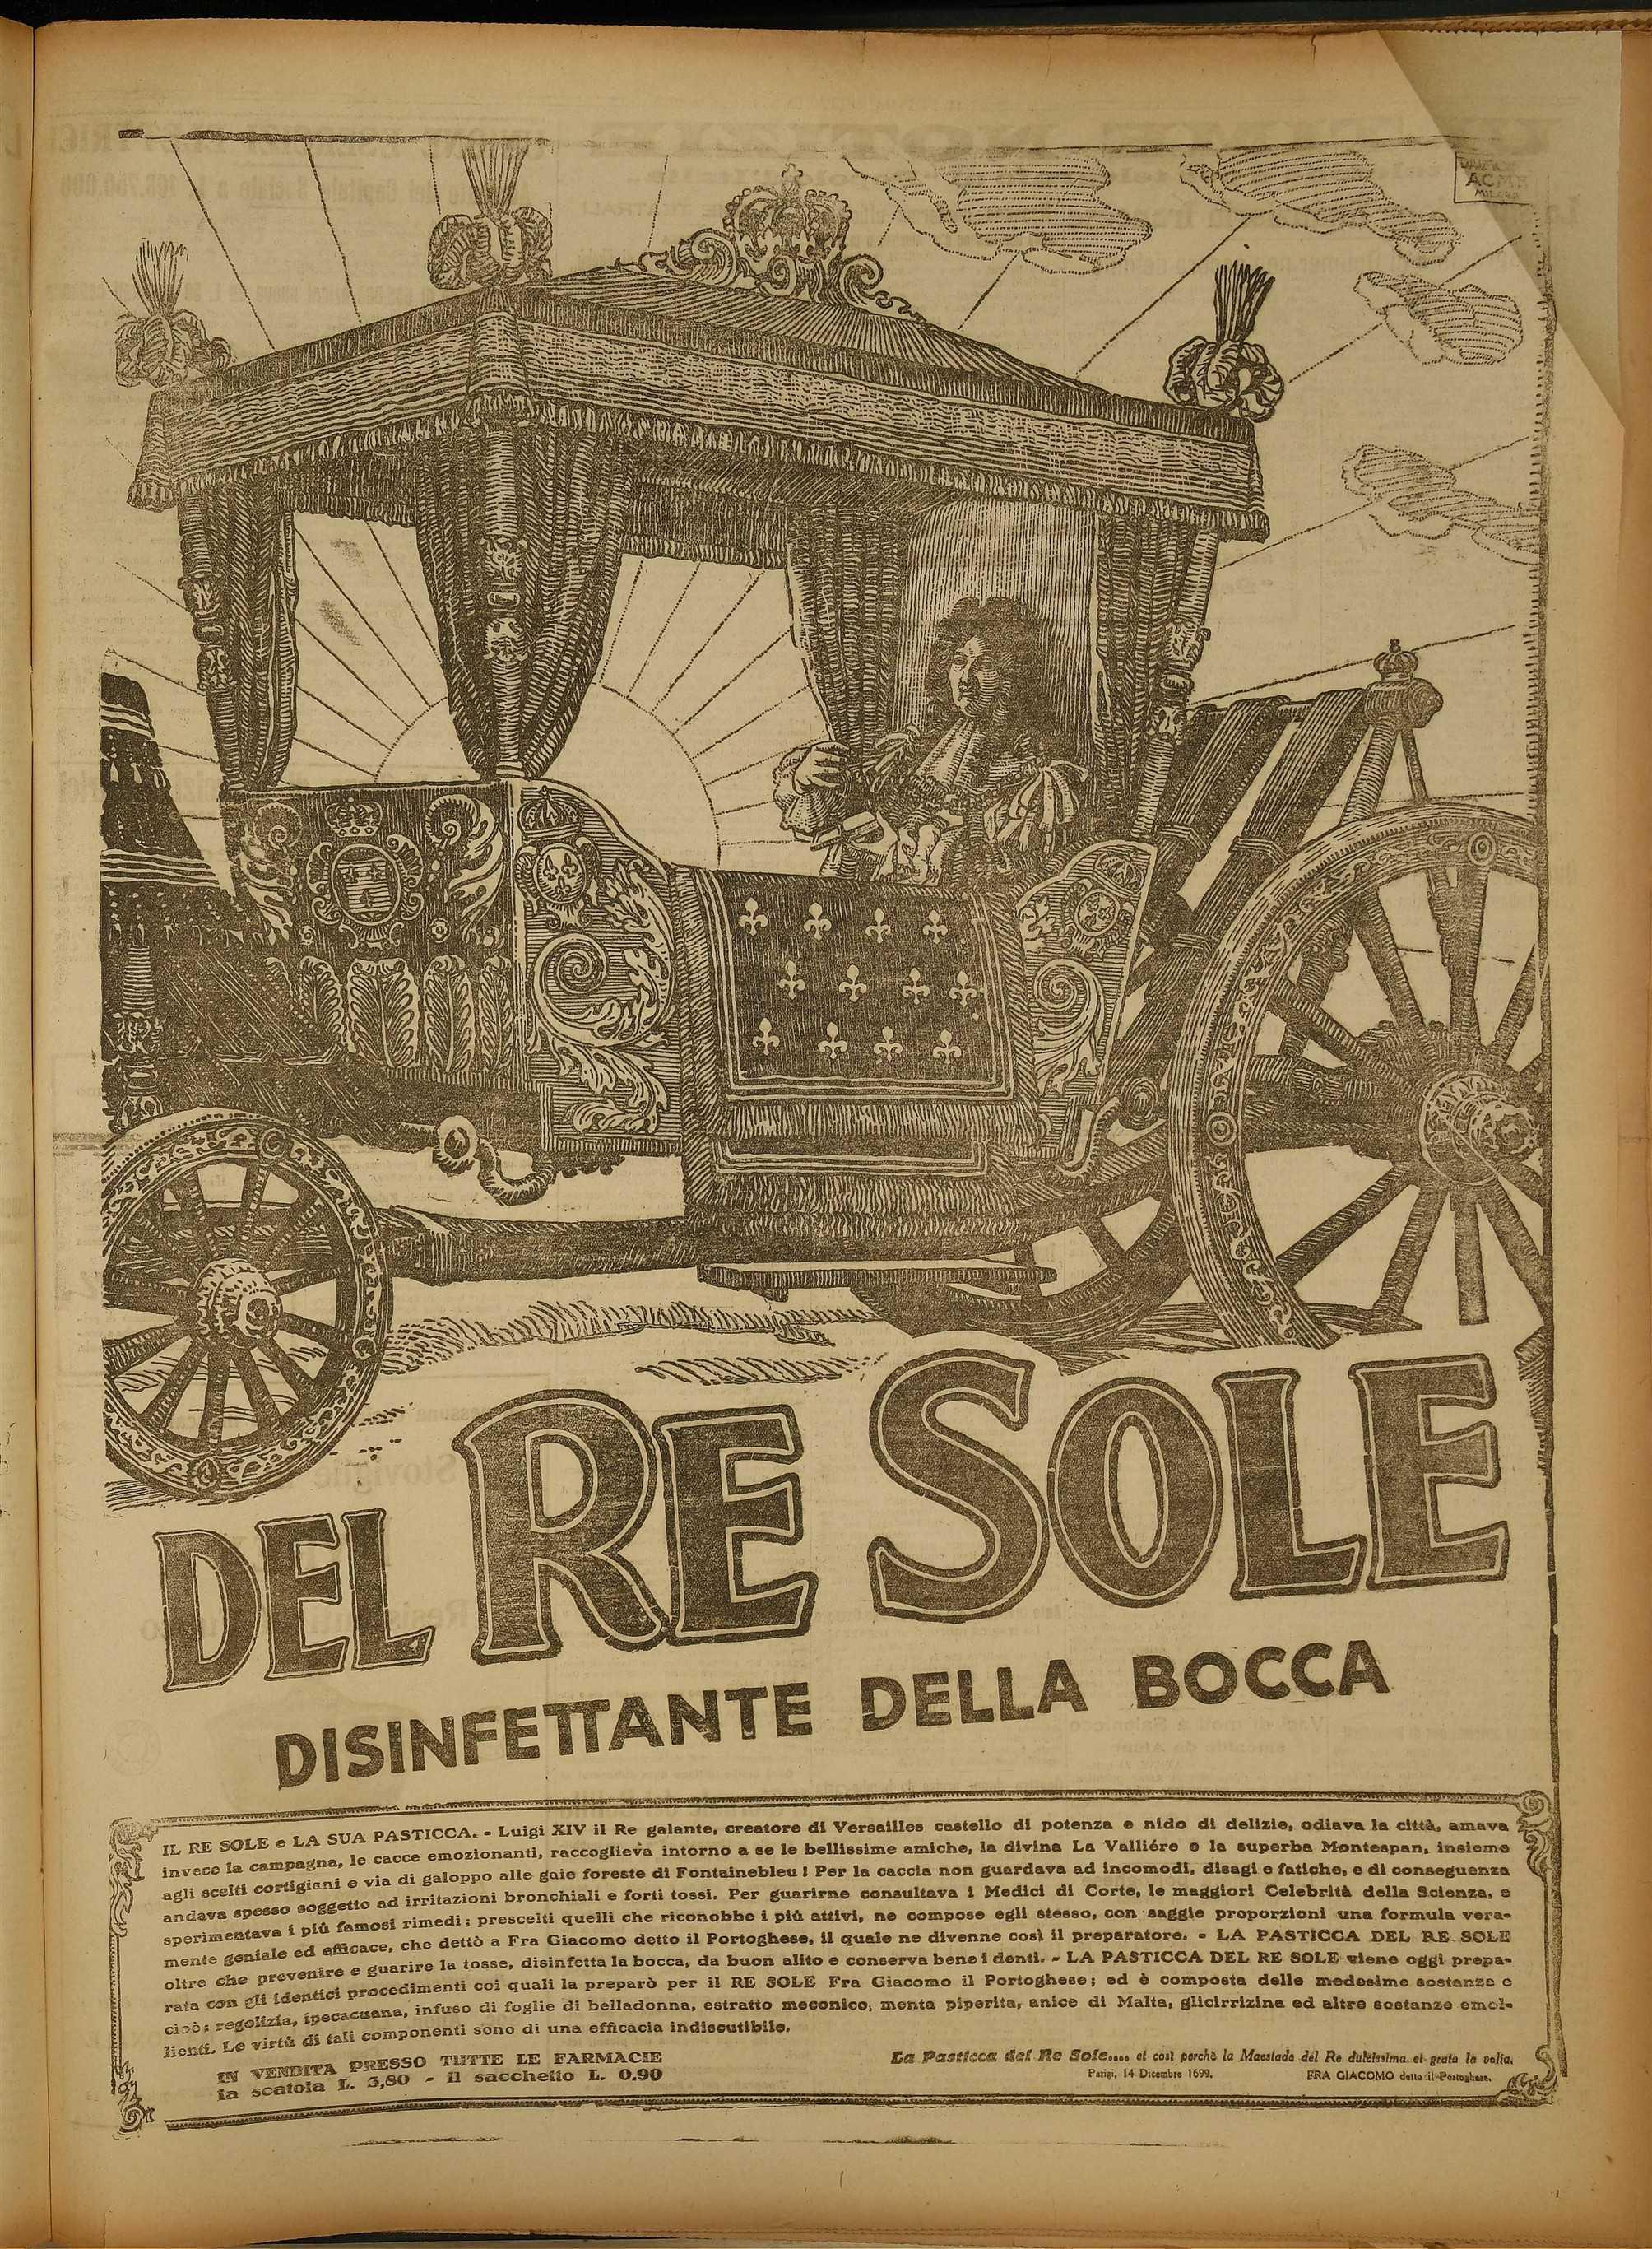 ACME
MILANO
DEL RE SOLE
DISINFETTANTE DELLA BOCCA
IL RE SOLE e LA SUA PASTICCA. - Luigi XIV il Re galante, creatore di Versailles castello di potenza e nido di delizie, odiava la città, amava
invece la campagna, le cacce emozionanti, raccoglieva intorno a se le bellissime amiche, la divina La Valliére e la superba Montespan, insieme
agli scelti cortigiani e via di galoppo alle gaie foreste di Fontainebleu! Per la caccia non guardava ad incomodi, disagi e fatiche, e di conseguenza
andava spesso soggetto ad irritazioni bronchiali e forti tossi. Per guarirne consultava i Medici di Corte, le maggiori Celebrità della Scienza, e
sperimentava i più famosi rimedi; prescelti quelli che riconobbe i più attivi, ne compose egli stesso, con saggie proporzioni una formula vera-
mente geniale ed efficace, che dettò a Fra Giacomo detto il Portoghese, il quale ne divenne così il preparatore. - LA PASTICCA DEL RE SOLE
oltre che prevenire e guarire la tosse, disinfetta la bocca, da buon alito e conserva bene i denti. - LA PASTICCA DEL RE SOLE viene oggi prepa-
rata con gli identici procedimenti coi quali la preparò per il RE SOLE Fra Giacomo il Portoghese; ed è composta delle medesime sostanze e
cioè: regolizia, ipecacuana, infuso di foglie di belladonna, estratto meconico, menta piperita, anice di Malta, glicirrizina ed altre sostanze emol-
lienti. Le virtù di tali componenti sono di una efficacia indiscutibile.
IN VENDITA PRESSO TUTTE LE FARMACIE
la scatola L. 3,80 - il sacchetto L. 0.90
La Pasticca del Re Sole.... et così perchè la Maestade del Re dulcissima et grata la volia.
Parigi, 14 Dicembre 1699. FRA GIACOMO detto il Portoghese.